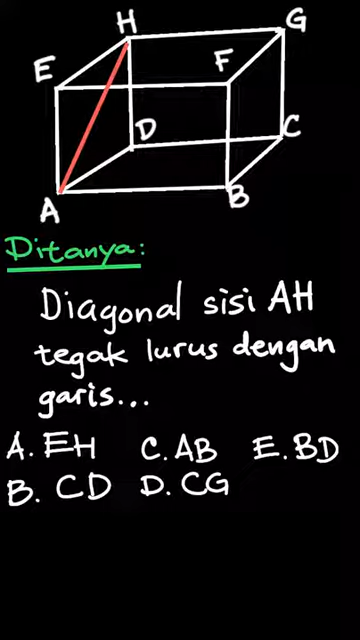 H G
E F
D C
A B
Ditanya:
Diagonal sisi AH
tegak lurus dengan
garis...
A. EH C. AB E. BD
B. CD D. CG